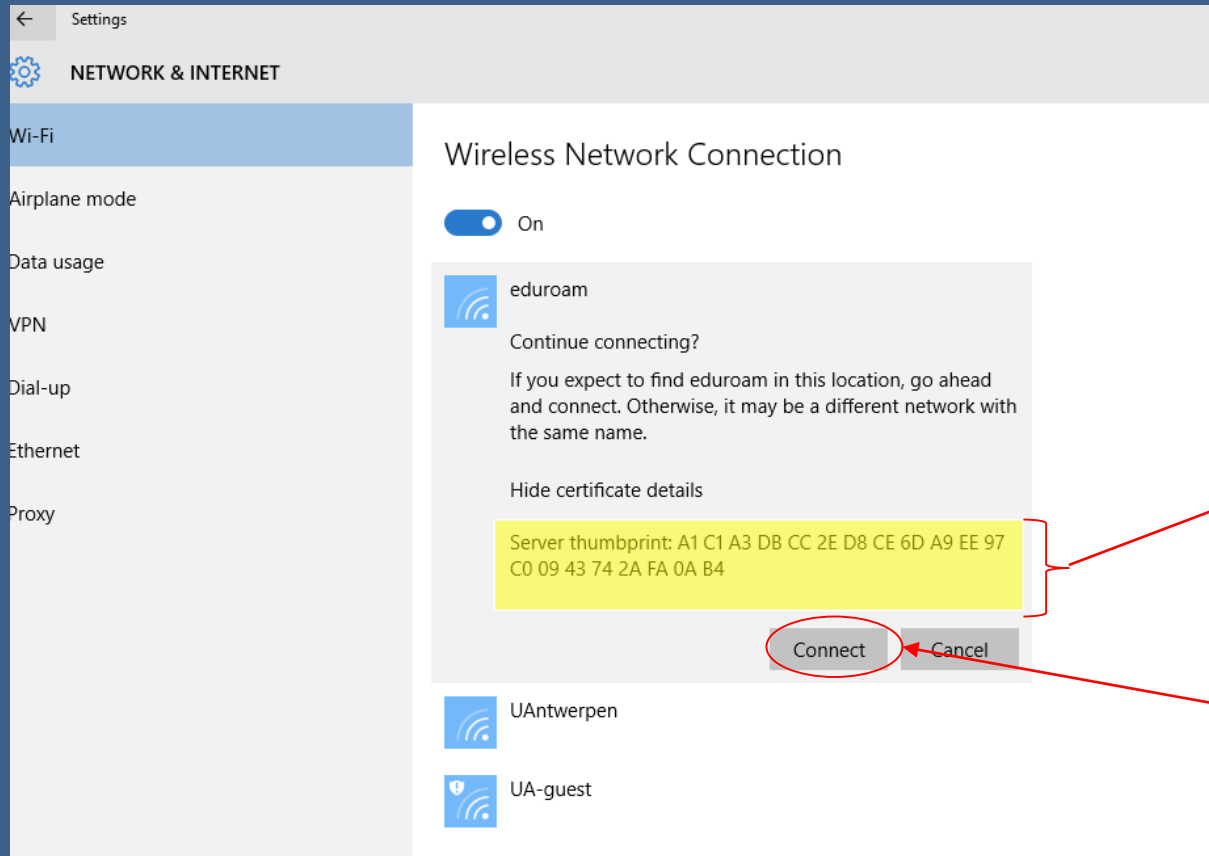 Settings
NETWORK & INTERNET
Wi-Fi
Airplane mode
Data usage
VPN
Dial-up
Ethernet
Proxy
Wireless Network Connection
On
eduroam
Continue connecting?
If you expect to find eduroam in this location, go ahead
and connect. Otherwise, it may be a different network with
the same name.
Hide certificate details
Server thumbprint: A1 C1 A3 DB CC 2E D8 CE 6D A9 EE 97
C0 09 43 74 2A FA 0A B4
Connect Cancel
UAntwerpen
UA-guest